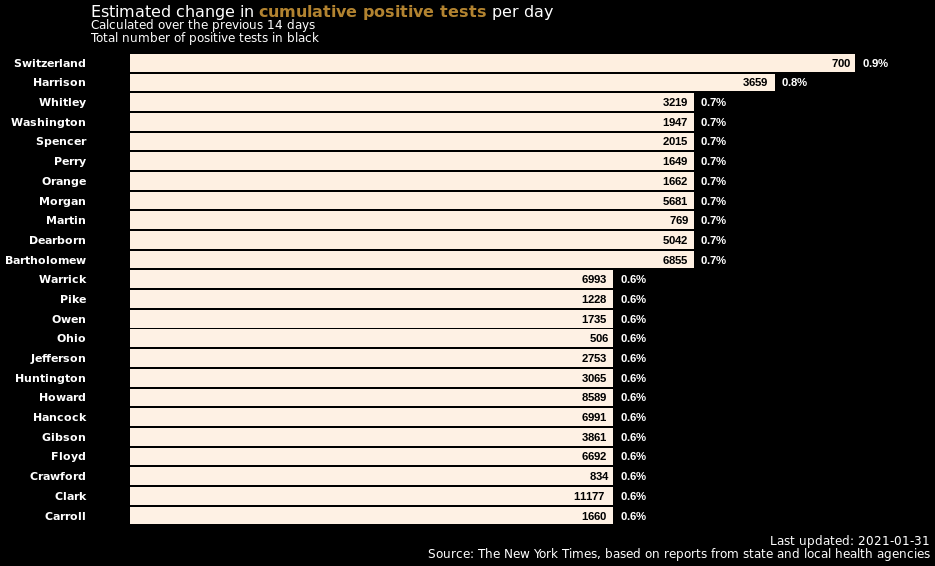 Estimated change in cumulative positive tests per day
Calculated over the previous 14 days
Total number of positive tests in black
Switzerland 700 0.9%
Harrison 3659 0.8%
Whitley 3219 0.7%
Washington 1947 0.7%
Spencer 2015 0.7%
Perry 1649 0.7%
Orange 1662 0.7%
Morgan 5681 0.7%
Martin 769 0.7%
Dearborn 5042 0.7%
Bartholomew 6855 0.7%
Warrick 6993 0.6%
Pike 1228 0.6%
Owen 1735 0.6%
Ohio 506 0.6%
Jefferson 2753 0.6%
Huntington 3065 0.6%
Howard 8589 0.6%
Hancock 6991 0.6%
Gibson 3861 0.6%
Floyd 6692 0.6%
Crawford 834 0.6%
Clark 11177 0.6%
Carroll 1660 0.6%
Last updated: 2021-01-31
Source: The New York Times, based on reports from state and local health agencies